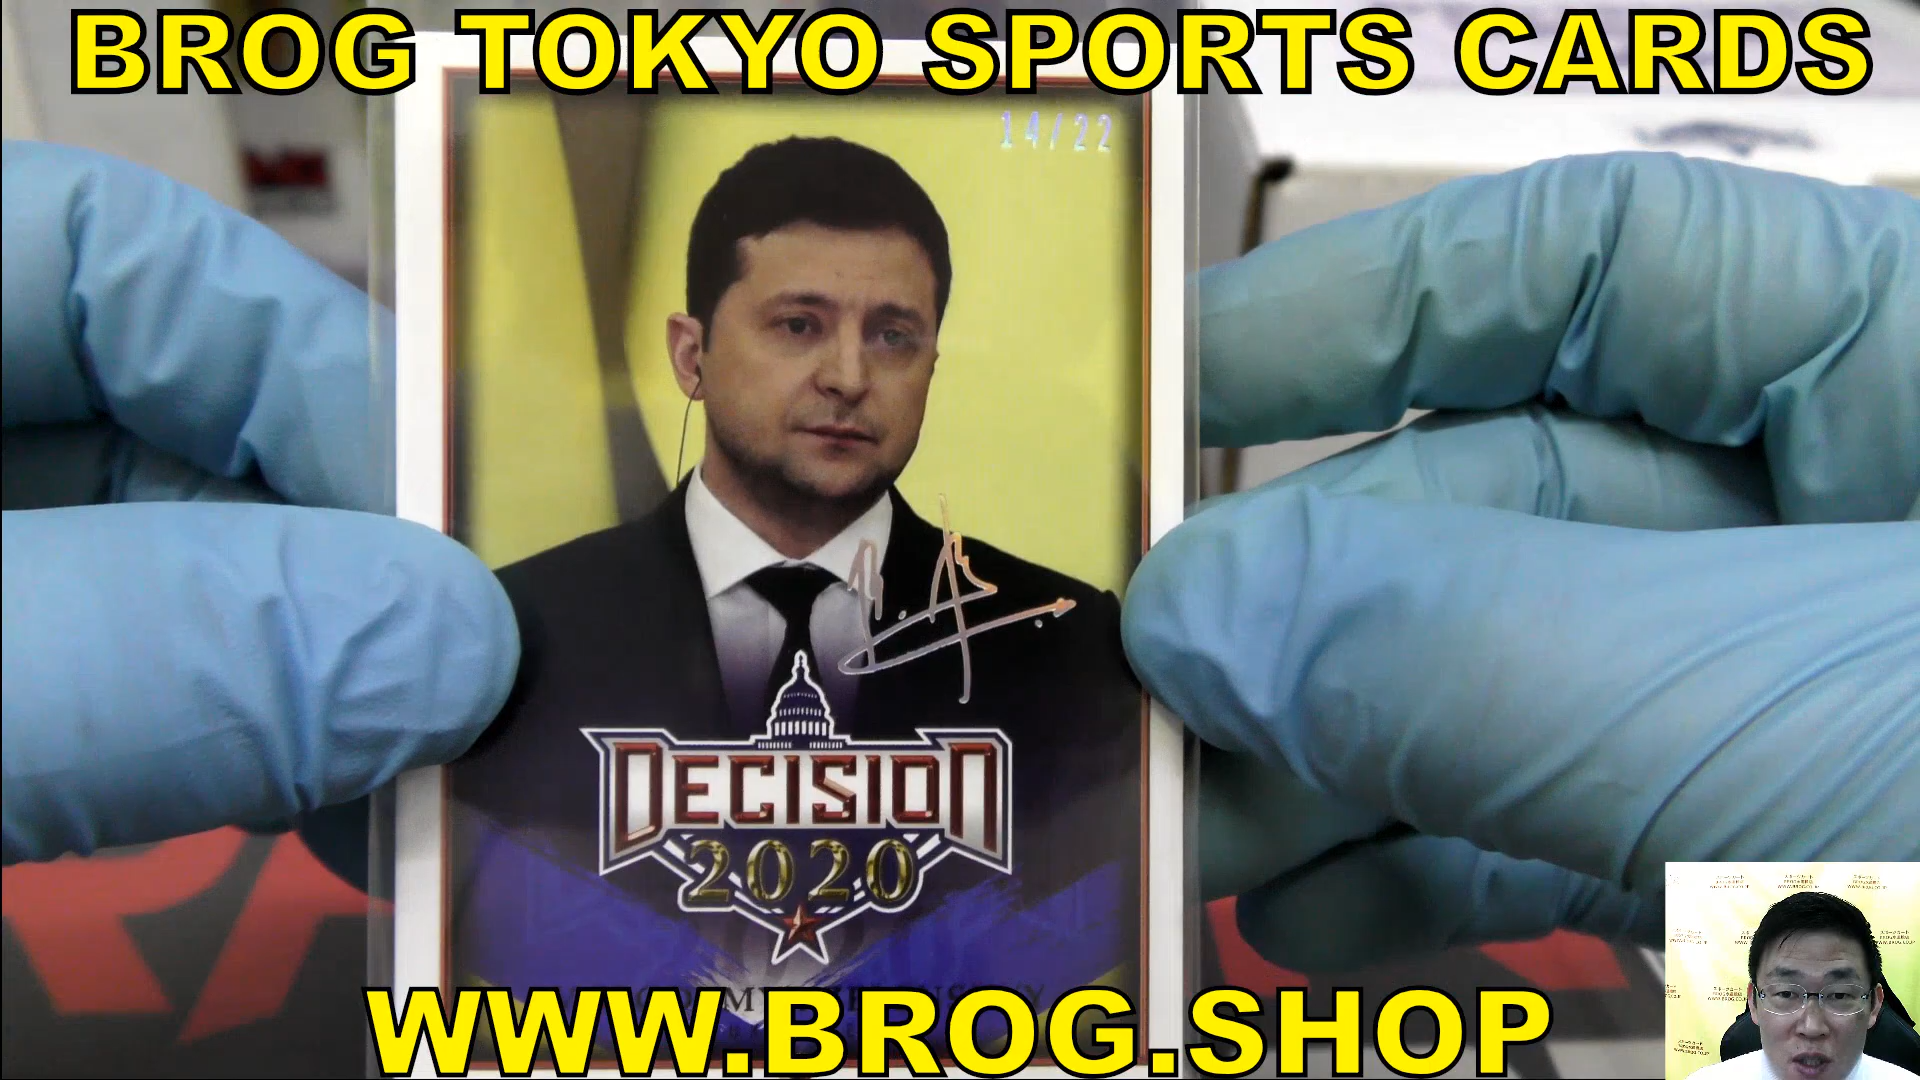 BROG TOKYO SPORTS CARDS
14/22
DECISION
2020
WWW.BROG.SHOP